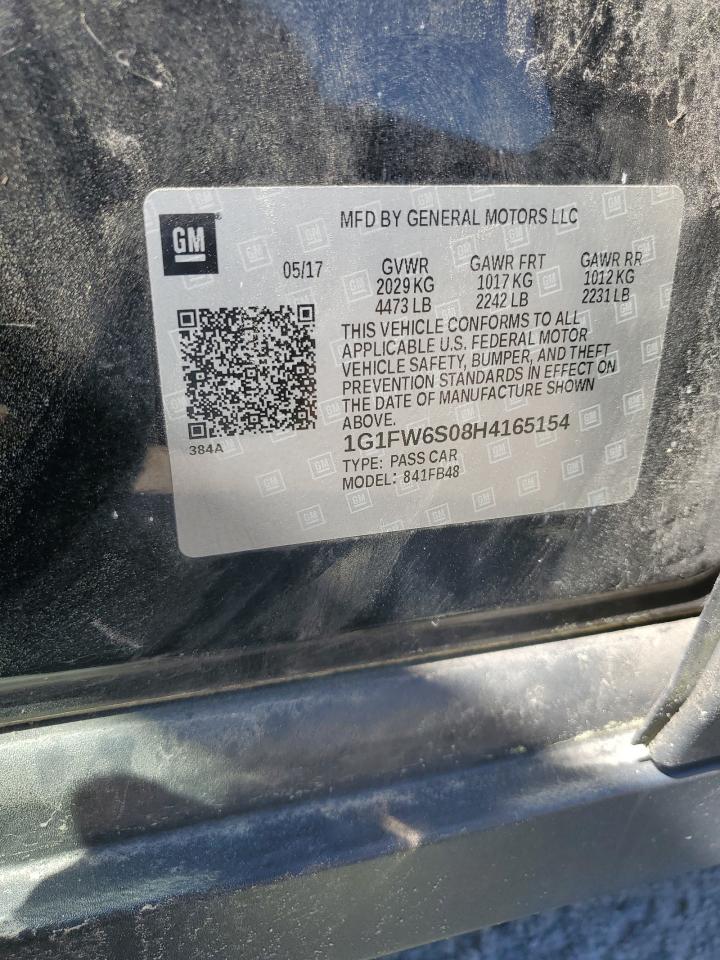 GM
MFD BY GENERAL MOTORS LLC
05/17
GVWR
2029 KG
4473 LB
GAWR FRT
1017 KG
2242 LB
GAWR RR
1012 KG
2231 LB
THIS VEHICLE CONFORMS TO ALL
APPLICABLE U.S. FEDERAL MOTOR
VEHICLE SAFETY, BUMPER, AND THEFT
PREVENTION STANDARDS IN EFFECT ON
THE DATE OF MANUFACTURE SHOWN
ABOVE.
1G1FW6S08H4165154
384A
TYPE: PASS CAR
MODEL: 841FB48